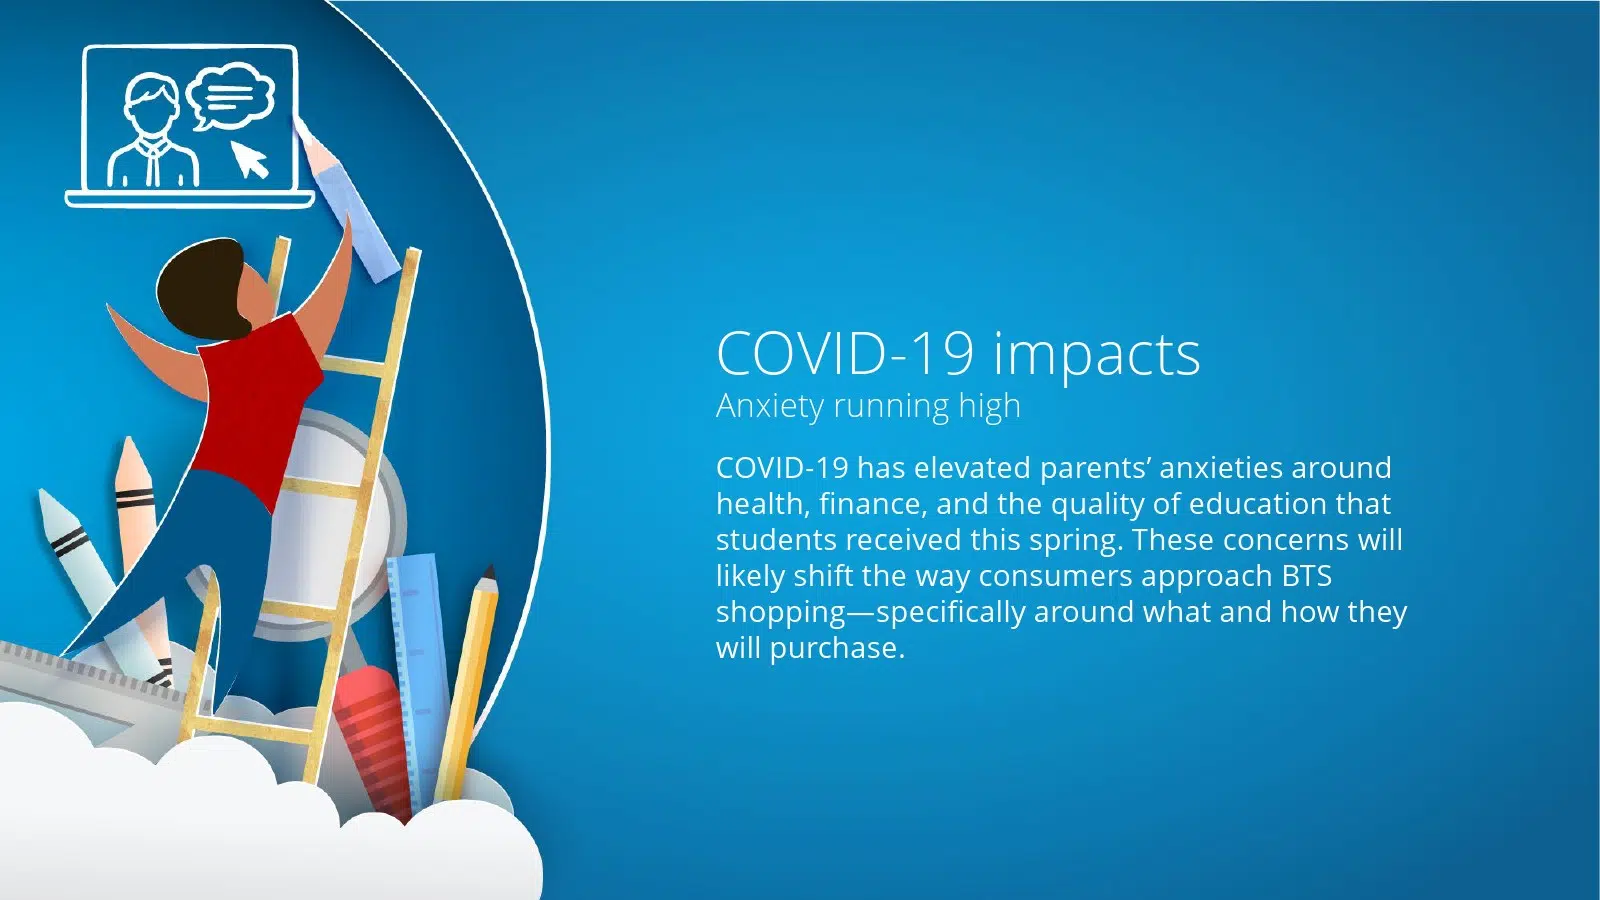 COVID-19 impacts
Anxiety running high
COVID-19 has elevated parents’ anxieties around
health, finance, and the quality of education that
students received this spring. These concerns will
likely shift the way consumers approach BTS
shopping—specifically around what and how they
will purchase.